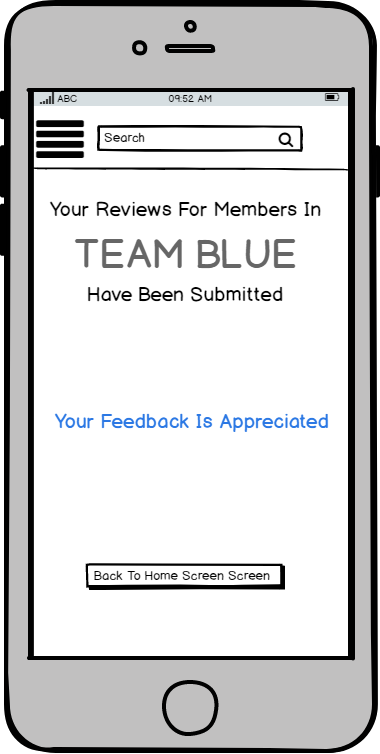 ABC 09:52 AM
Search
Your Reviews For Members In
TEAM BLUE
Have Been Submitted
Your Feedback Is Appreciated
Back To Home Screen Screen